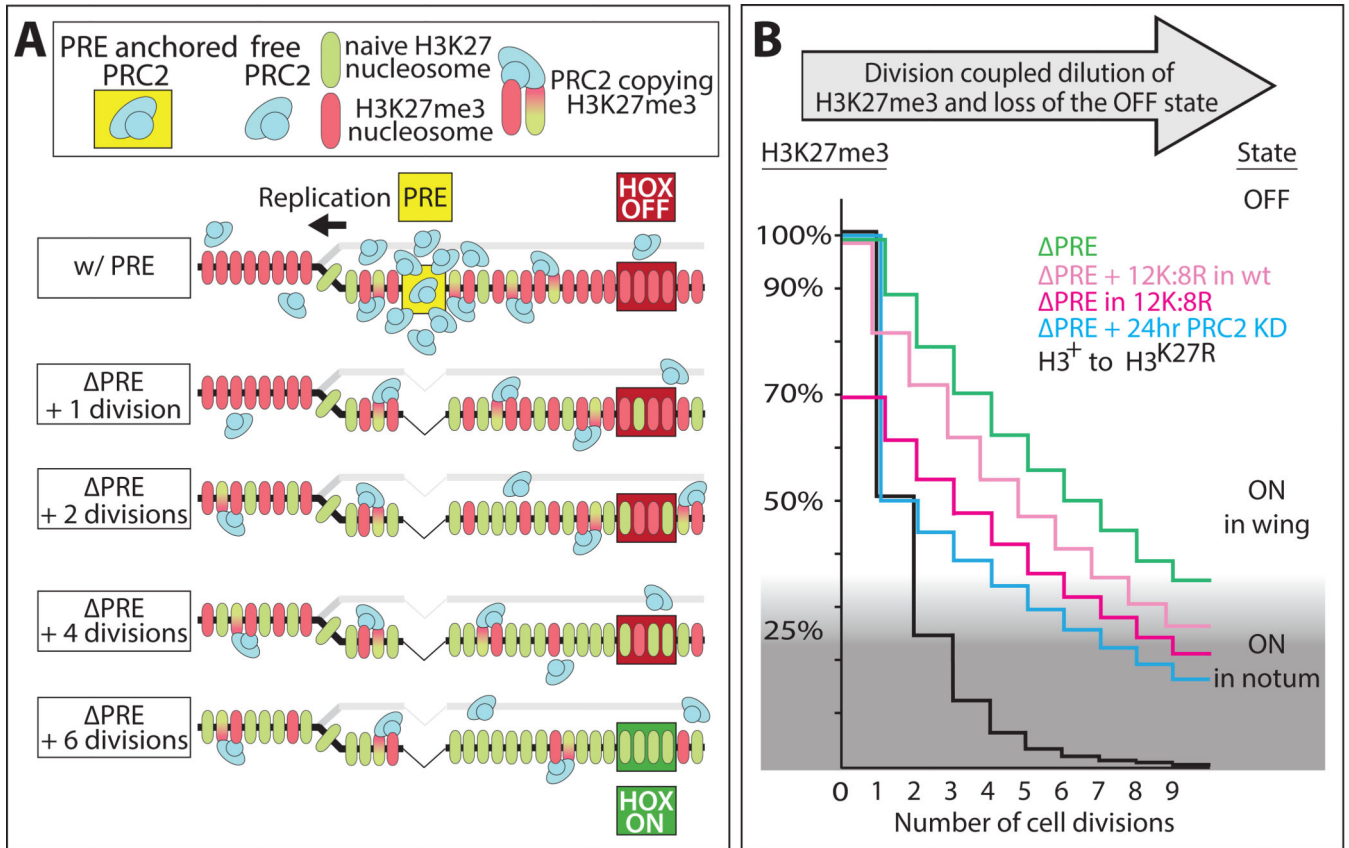 A
PRE anchored
PRC2
free
PRC2
naive H3K27
nucleosome
H3K27me3
nucleosome
PRC2 copying
H3K27me3
Replication
PRE
HOX
OFF
w/ PRE
ΔPRE
+ 1 division
ΔPRE
+ 2 divisions
ΔPRE
+ 4 divisions
ΔPRE
+ 6 divisions
HOX
ON
B
Division coupled dilution of
H3K27me3 and loss of the OFF state
H3K27me3
State
OFF
100%
90%
70%
50%
25%
ΔPRE
ΔPRE + 12K:8R in wt
ΔPRE in 12K:8R
ΔPRE + 24hr PRC2 KD
H3⁺ to H3ᴷ²⁷ᴿ
ON
in wing
ON
in notum
0 1 2 3 4 5 6 7 8 9
Number of cell divisions